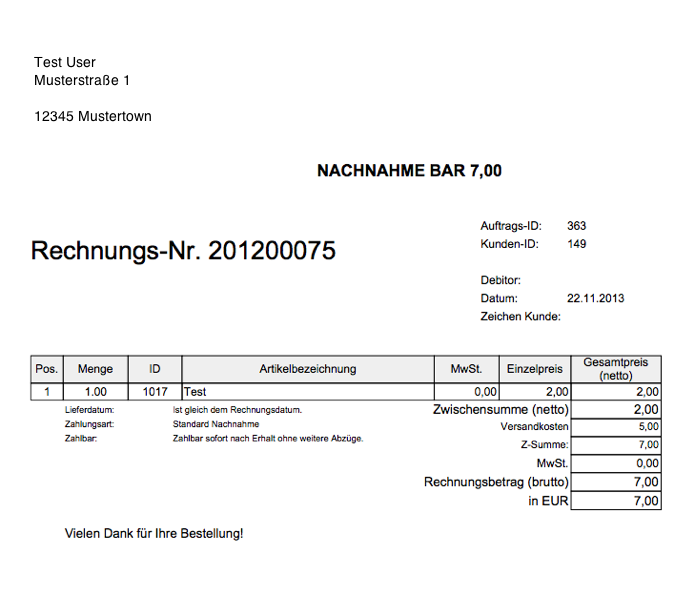 Test User
Musterstraße 1
12345 Mustertown
NACHNAHME BAR 7,00
Auftrags-ID: 363
Kunden-ID: 149
Rechnungs-Nr. 201200075
Debitor:
Datum: 22.11.2013
Zeichen Kunde:
Pos. Menge ID Artikelbezeichnung MwSt. Einzelpreis Gesamtpreis (netto)
1 1.00 1017 Test 0,00 2,00 2,00
Lieferdatum: Ist gleich dem Rechnungsdatum. Zwischensumme (netto) 2,00
Zahlungsart: Standard Nachnahme Versandkosten 5,00
Zahlbar: Zahlbar sofort nach Erhalt ohne weitere Abzüge. Z-Summe: 7,00
MwSt. 0,00
Rechnungsbetrag (brutto) 7,00
in EUR 7,00
Vielen Dank für Ihre Bestellung!